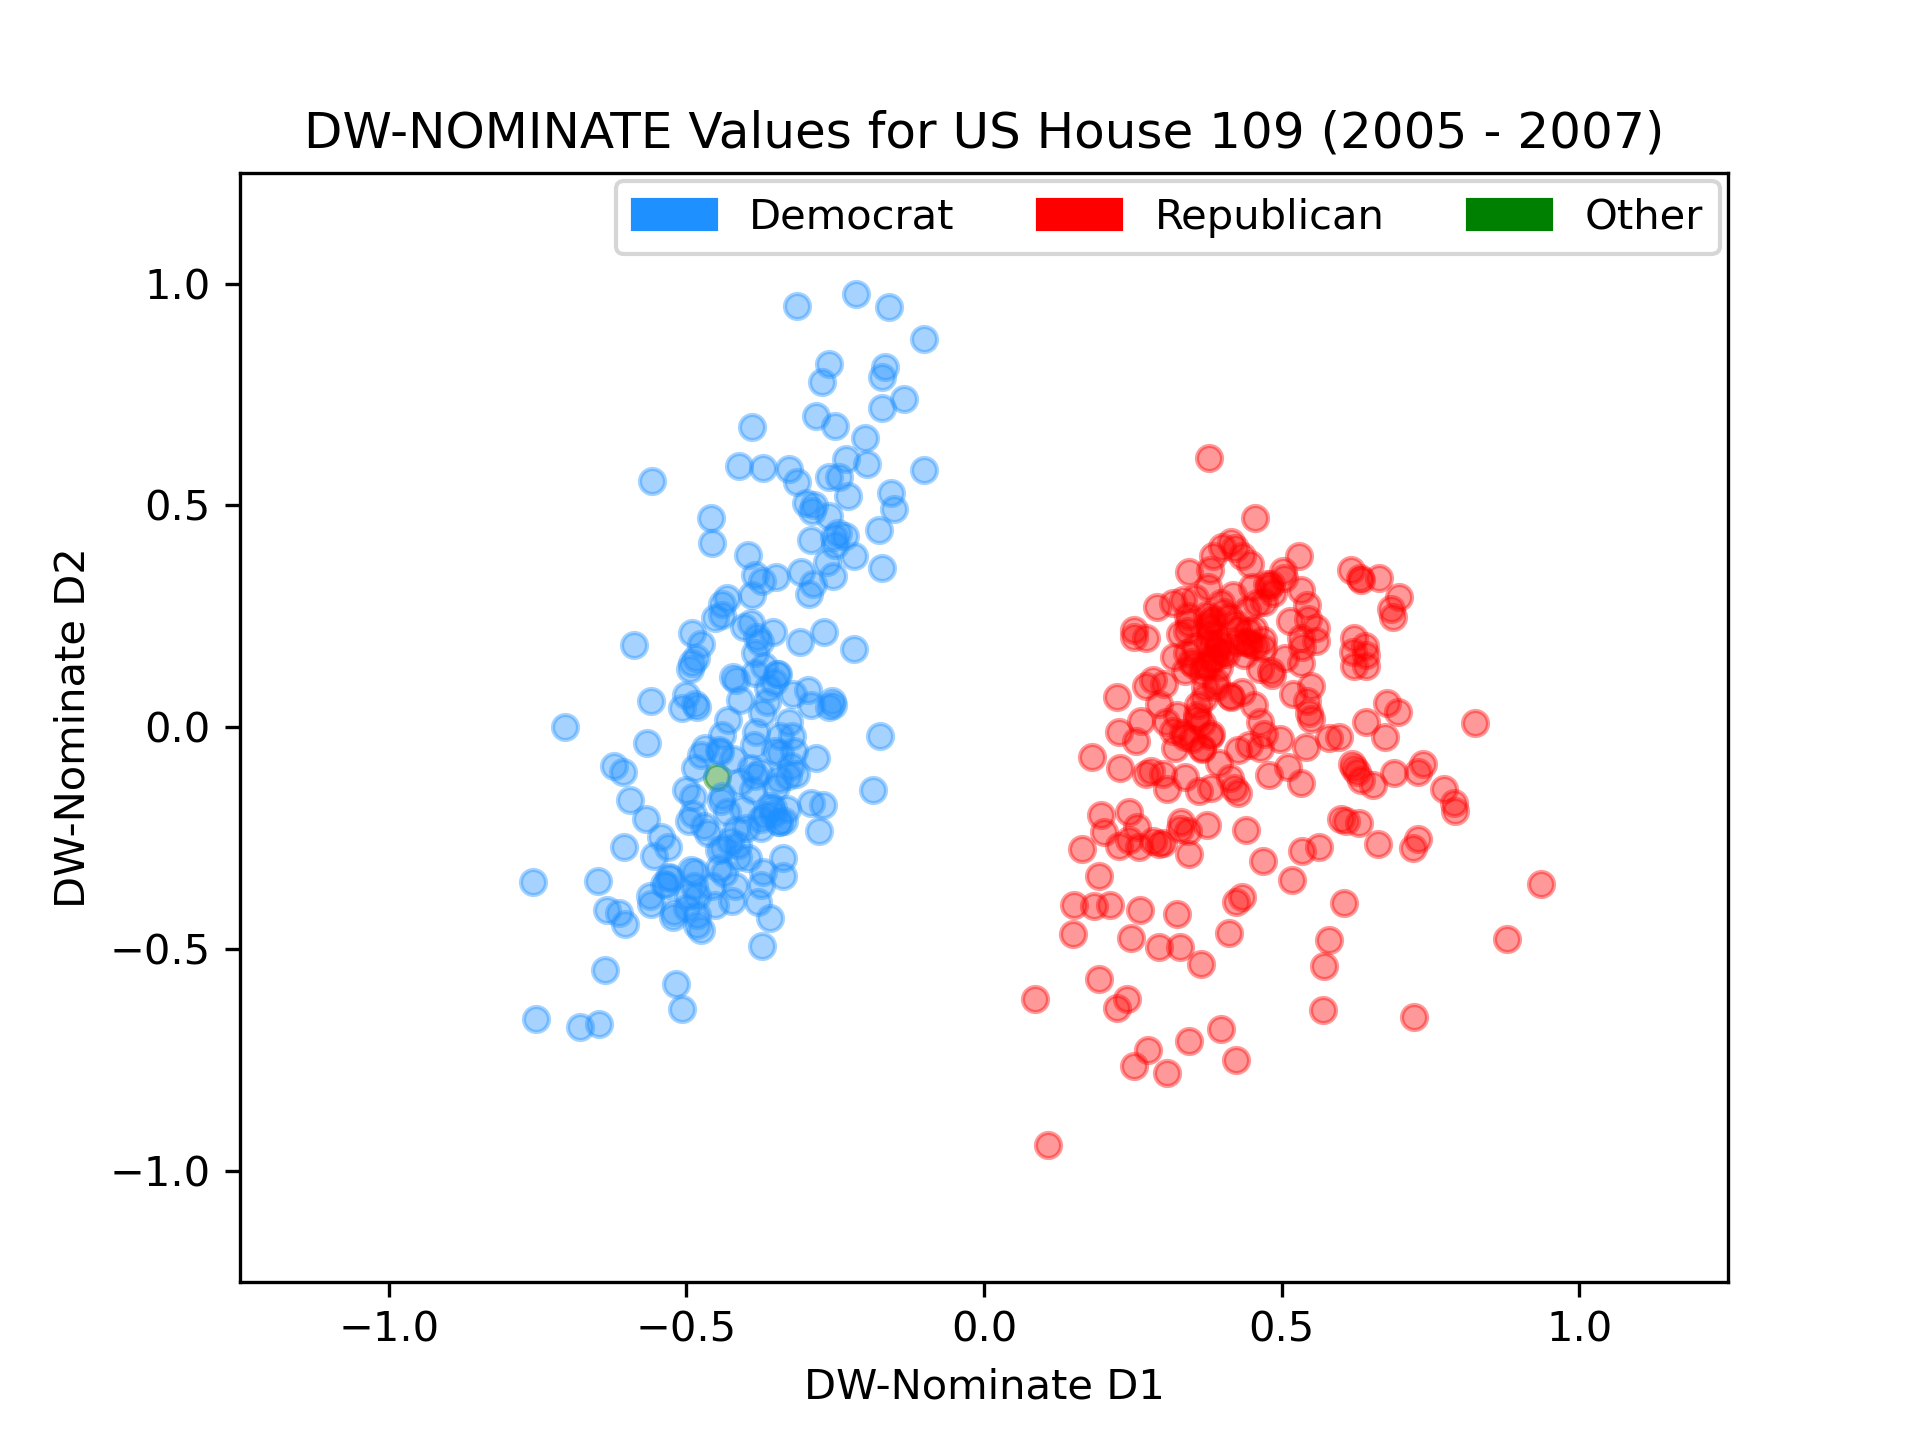 DW-NOMINATE Values for US House 109 (2005 - 2007)
Democrat Republican Other
1.0
0.5
0.0
−0.5
−1.0
DW-Nominate D2
−1.0 −0.5 0.0 0.5 1.0
DW-Nominate D1